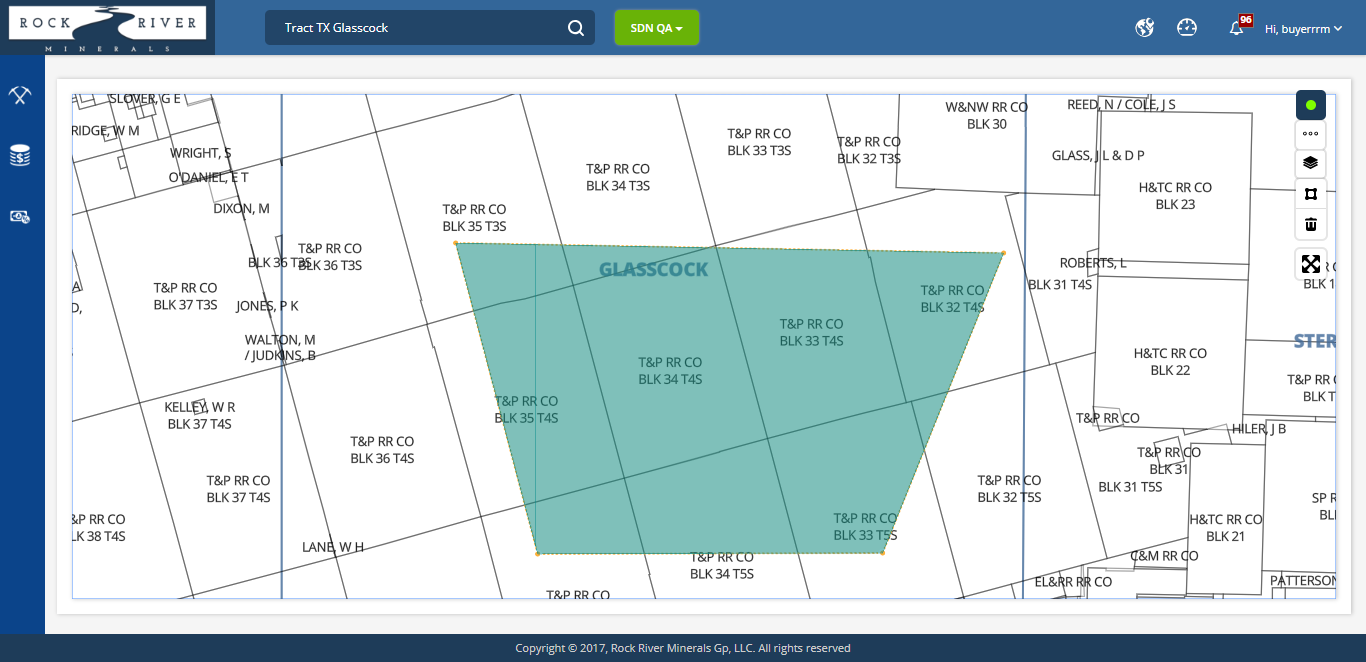 ROCK RIVER
MINERALS
Tract TX Glasscock
SDN QA
96
Hi, buyerrrm
SLOVER, G E
RIDGE, W M
WRIGHT, S
O'DANIEL, E T
DIXON, M
T&P RR CO
BLK 33 T3S
T&P RR CO
BLK 32 T3S
W&NW RR CO
BLK 30
REED, N / COLE, J S
GLASS, J L & D P
T&P RR CO
BLK 34 T3S
H&TC RR CO
BLK 23
T&P RR CO
BLK 35 T3S
T&P RR CO
BLK 36 T3S
BLK 36 T3S
GLASSCOCK
ROBERTS, L
BLK 31 T4S
T&P RR CO
BLK 37 T3S
JONES, P K
T&P RR CO
BLK 32 T4S
T&P RR CO
BLK 33 T4S
WALTON, M
/ JUDKINS, B
STER
H&TC RR CO
BLK 22
T&P RR CO
BLK 34 T4S
T&P RR
BLK T
KELLEY, W R
BLK 37 T4S
T&P RR CO
BLK 35 T4S
T&P RR CO
HILER, J B
T&P RR CO
BLK 36 T4S
T&P RR CO
BLK 31
T&P RR CO
BLK 37 T4S
T&P RR CO
BLK 32 T5S
BLK 31 T5S
SP R
&P RR CO
LK 38 T4S
T&P RR CO
BLK 33 T5S
H&TC RR CO
BLK 21
LANE, W H
T&P RR CO
BLK 34 T5S
C&M RR CO
EL&RR RR CO
PATTERSON
T&P RR CO
Copyright © 2017, Rock River Minerals Gp, LLC. All rights reserved